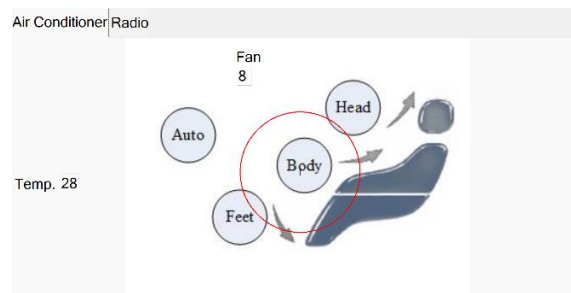 Air Conditioner Radio
Fan
8
Head
Auto
Body
Temp. 28
Feet